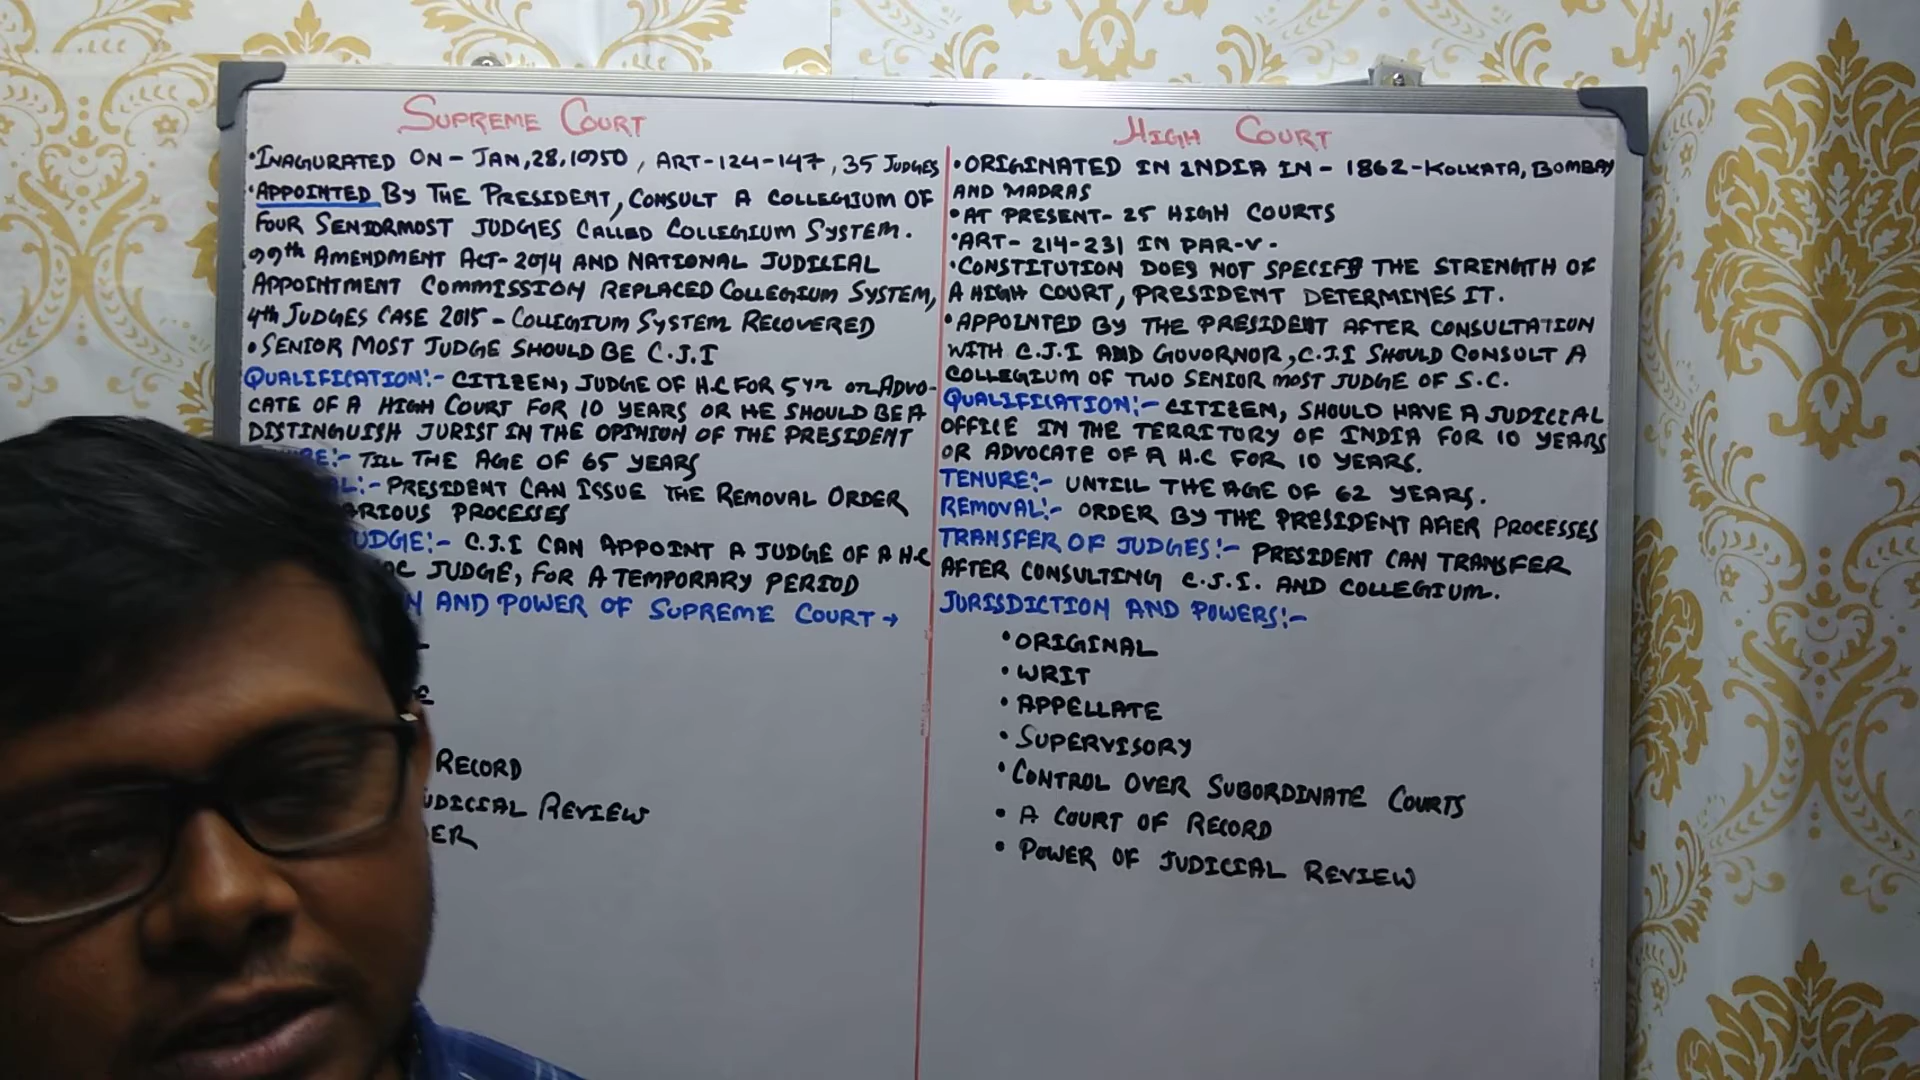 SUPREME COURT
• INAGURATED ON - JAN, 28, 1950, ART-124-147, 35 JUDGES
• APPOINTED BY THE PRESIDENT, CONSULT A COLLEGIUM OF
FOUR SENIORMOST JUDGES CALLED COLLEGIUM SYSTEM.
99th AMENDMENT ACT-2014 AND NATIONAL JUDICIAL
APPOINTMENT COMMISSION REPLACED COLLEGIUM SYSTEM,
4th JUDGES CASE 2015 - COLLEGIUM SYSTEM RECOVERED
• SENIOR MOST JUDGE SHOULD BE C.J.I
QUALIFICATION:- CITIZEN, JUDGE OF H.C FOR 5 YR OR ADVO-
CATE OF A HIGH COURT FOR 10 YEARS OR HE SHOULD BE A
DISTINGUISH JURIST IN THE OPINION OF THE PRESIDENT
RE:- TILL THE AGE OF 65 YEARS
L:- PRESIDENT CAN ISSUE THE REMOVAL ORDER
ARIOUS PROCESSES
UDGE:- C.J.I CAN APPOINT A JUDGE OF A H.C
OC JUDGE, FOR A TEMPORARY PERIOD
N AND POWER OF SUPREME COURT →
RECORD
UDICIAL REVIEW
ER
HIGH COURT
• ORIGINATED IN INDIA IN - 1862 - KOLKATA, BOMBAY
AND MADRAS
• AT PRESENT - 25 HIGH COURTS
• ART - 214-231 IN PAR-V -
• CONSTITUTION DOES NOT SPECIFY THE STRENGTH OF
A HIGH COURT, PRESIDENT DETERMINES IT.
• APPOINTED BY THE PRESIDENT AFTER CONSULTATION
WITH C.J.I AND GOVORNOR, C.J.I SHOULD CONSULT A
COLLEGIUM OF TWO SENIOR MOST JUDGE OF S.C.
QUALIFICATION:- CITIZEN, SHOULD HAVE A JUDICIAL
OFFICE IN THE TERRITORY OF INDIA FOR 10 YEARS
OR ADVOCATE OF A H.C FOR 10 YEARS.
TENURE:- UNTEIL THE AGE OF 62 YEARS.
REMOVAL:- ORDER BY THE PRESIDENT AFTER PROCESSES
TRANSFER OF JUDGES:- PRESIDENT CAN TRANSFER
AFTER CONSULTING C.J.I. AND COLLEGIUM.
JURISDICTION AND POWERS:-
• ORIGINAL
• WRIT
• APPELLATE
• SUPERVISORY
• CONTROL OVER SUBORDINATE COURTS
• A COURT OF RECORD
• POWER OF JUDICIAL REVIEW